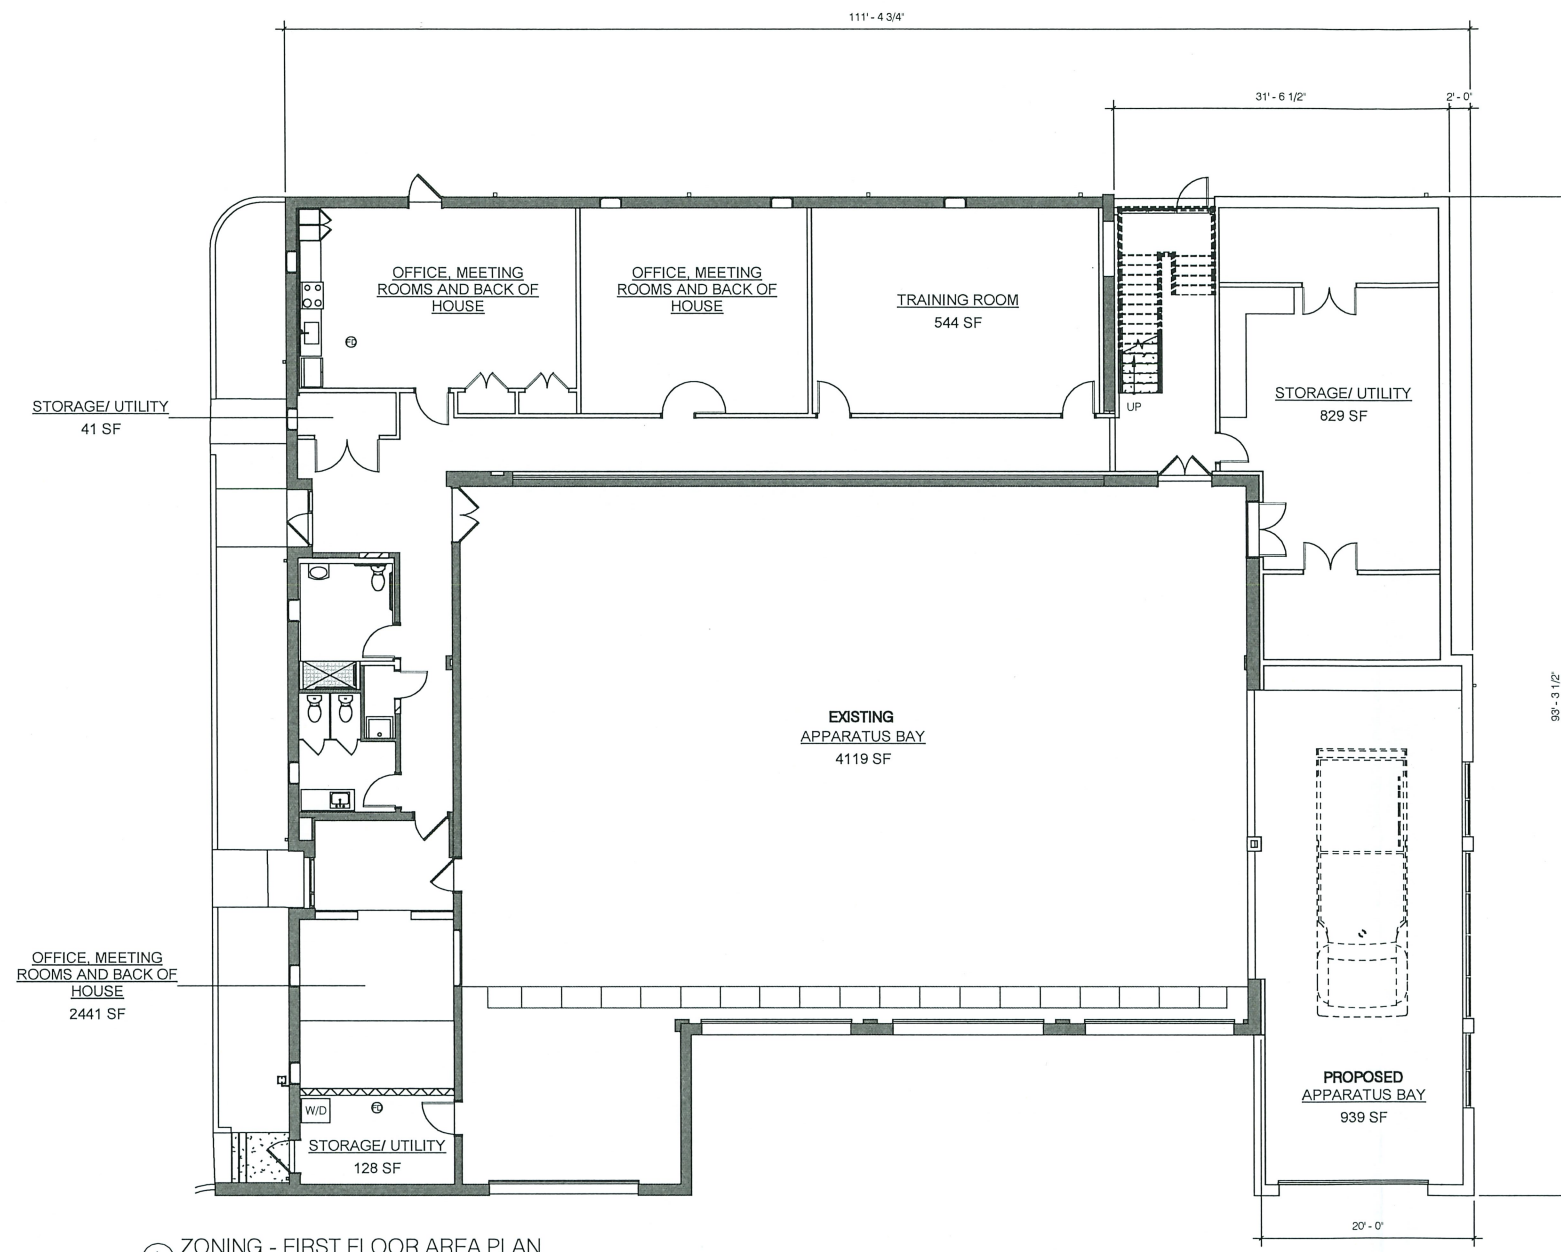 111' - 4 3/4"
31' - 6 1/2"
2' - 0"
OFFICE, MEETING
ROOMS AND BACK OF
HOUSE
OFFICE, MEETING
ROOMS AND BACK OF
HOUSE
TRAINING ROOM
544 SF
FD
STORAGE/ UTILITY
829 SF
UP
STORAGE/ UTILITY
41 SF
93' - 3 1/2"
EXISTING
APPARATUS BAY
4119 SF
OFFICE, MEETING
ROOMS AND BACK OF
HOUSE
2441 SF
PROPOSED
APPARATUS BAY
939 SF
W/D
FD
STORAGE/ UTILITY
128 SF
20' - 0"
ZONING - FIRST FLOOR AREA PLAN